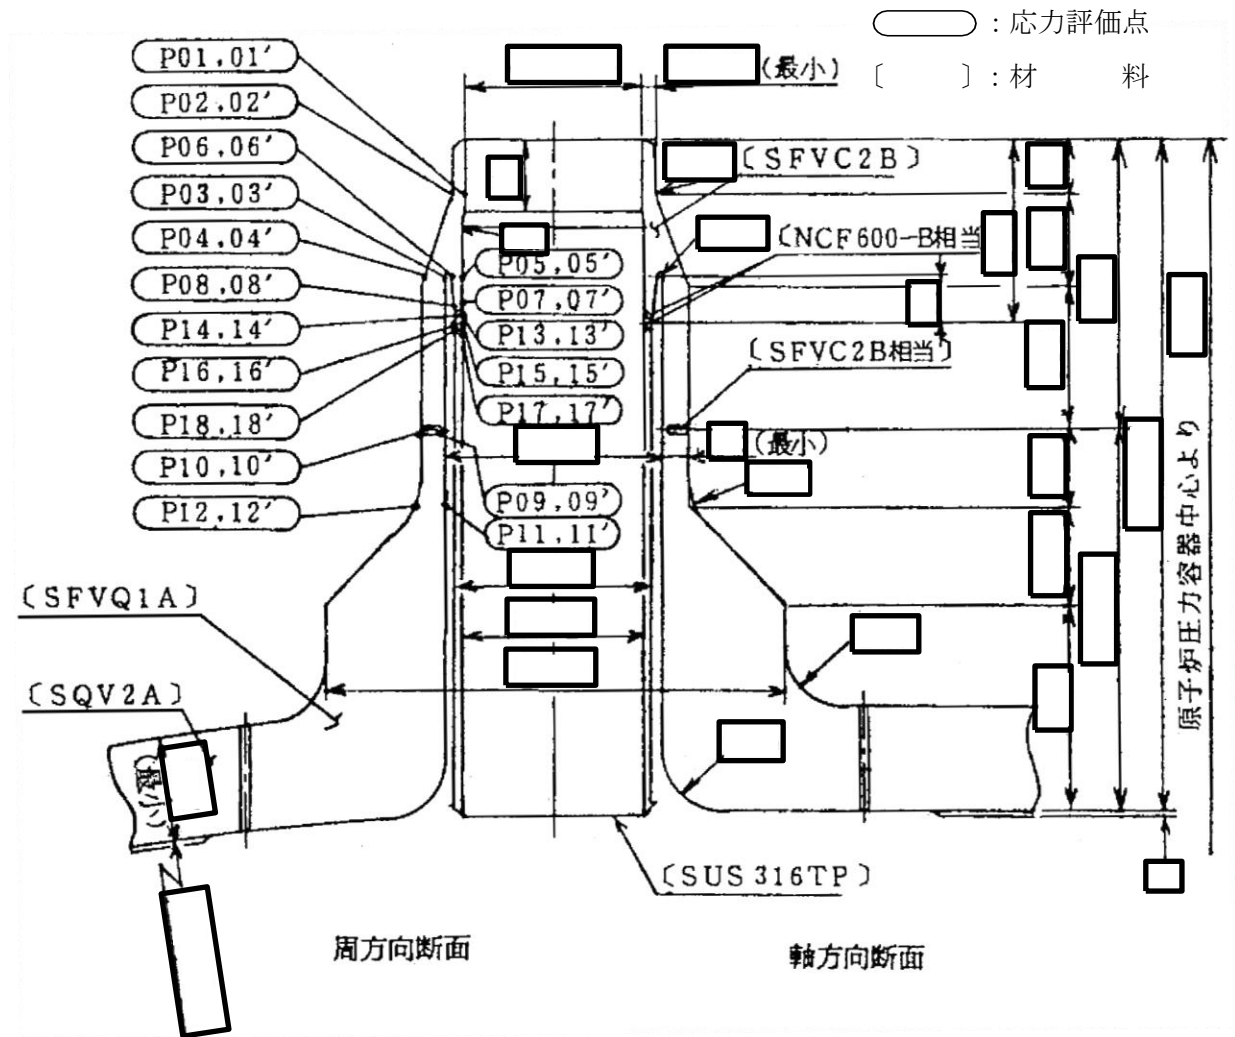 ：応力評価点
〔　　〕：材　　料
P01,01′
(最小)
P02,02′
P06,06′
〔SFVC2B〕
P03,03′
P04,04′
〔NCF600-B相当
P05,05′
P08,08′
P07,07′
P14,14′
P13,13′
〔SFVC2B相当〕
P16,16′
P15,15′
P18,18′
P17,17′
(最小)
P10,10′
P09,09′
P12,12′
P11,11′
原子炉圧力容器中心より
〔SFVQ1A〕
〔SQV2A〕
(最小)
〔SUS316TP〕
周方向断面
軸方向断面